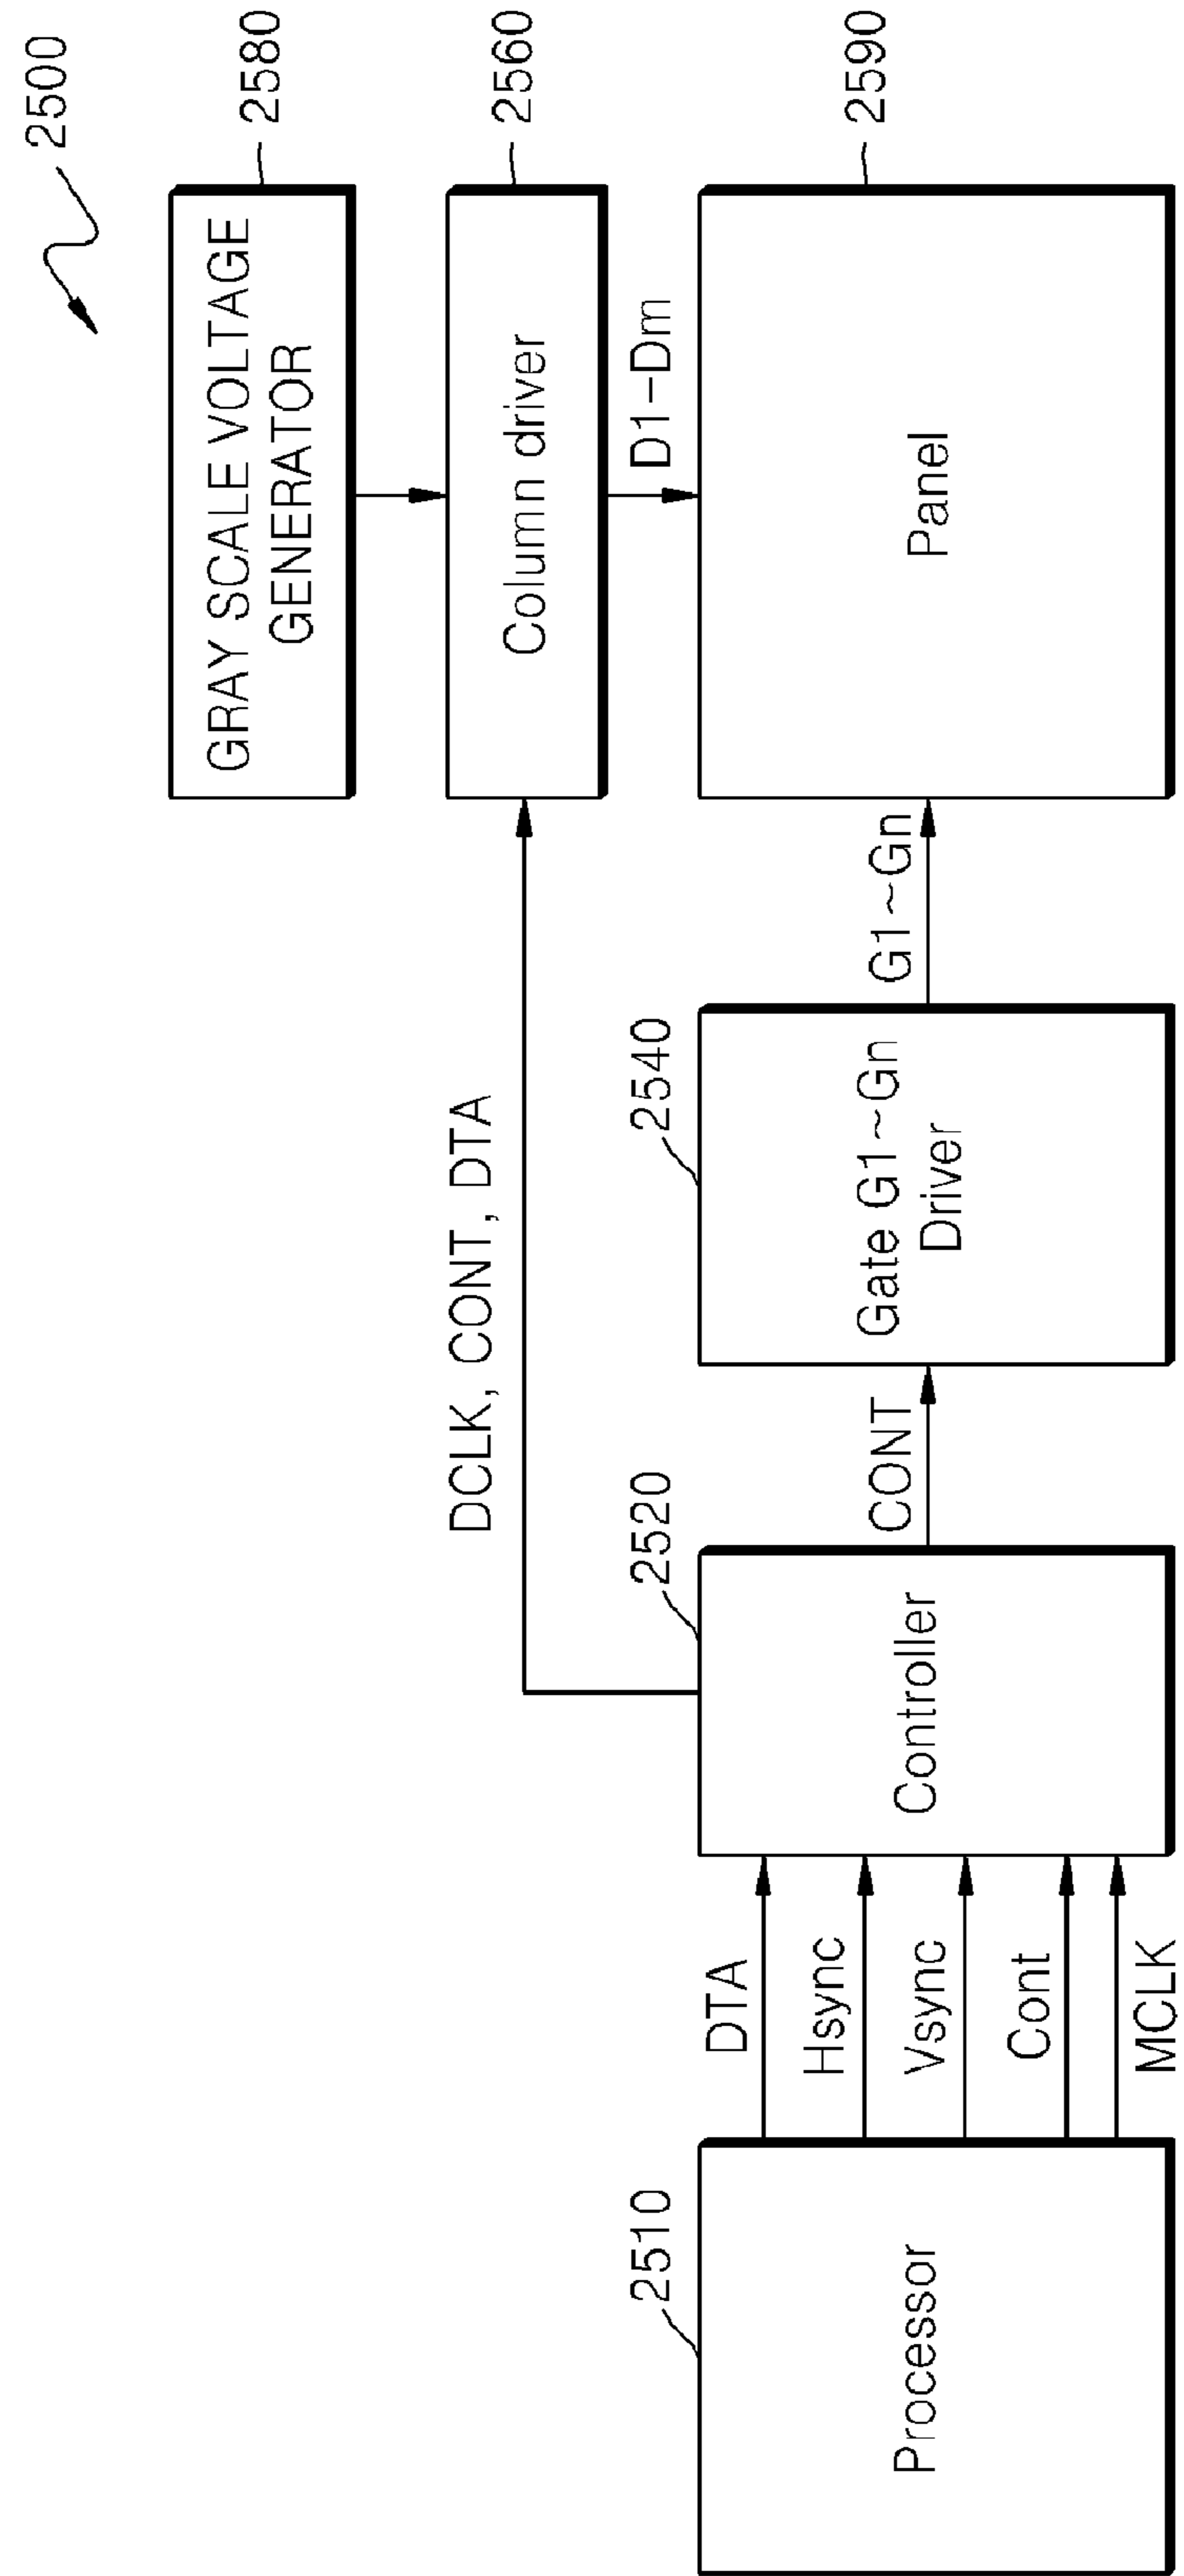 2500
GRAY SCALE VOLTAGE
GENERATOR
2580
DCLK, CONT, DTA
Column driver
2560
D1-Dm
2510
2520
2540
Processor
DTA
Hsync
Vsync
Cont
MCLK
Controller
CONT
Gate G1~Gn
Driver
G1~Gn
Panel
2590